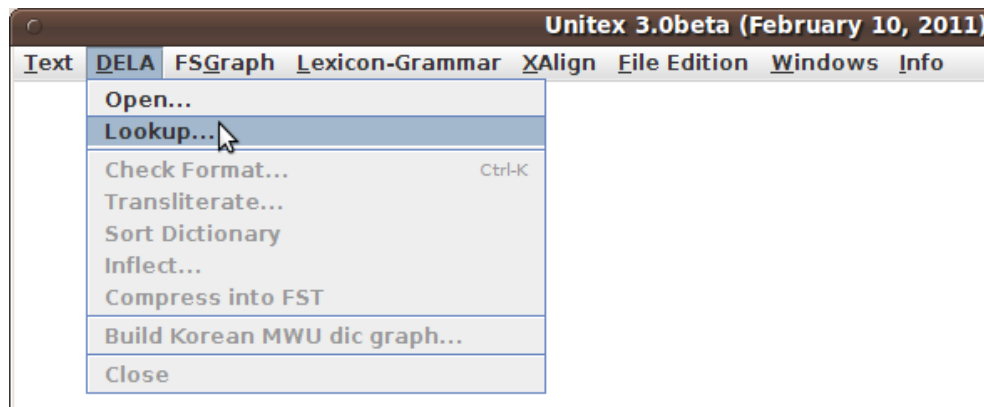 Unitex 3.0beta (February 10, 2011)
Text DELA FSGraph Lexicon-Grammar XAlign File Edition Windows Info
Open...
Lookup...
Check Format... Ctrl-K
Transliterate...
Sort Dictionary
Inflect...
Compress into FST
Build Korean MWU dic graph...
Close